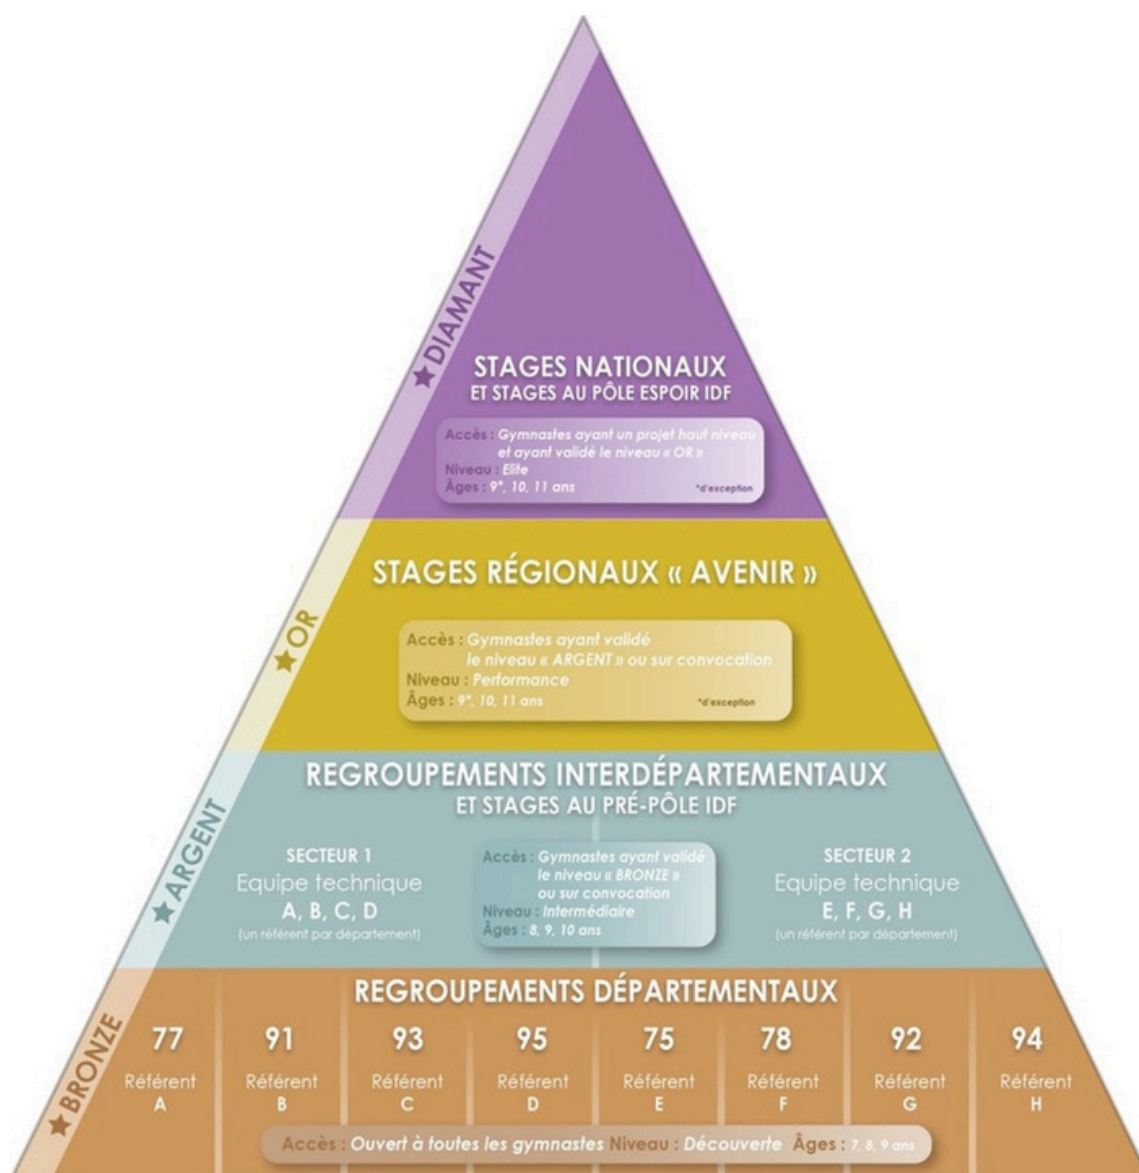 ★ DIAMANT
STAGES NATIONAUX
ET STAGES AU PÔLE ESPOIR IDF
Accès : Gymnastes ayant un projet haut niveau
et ayant validé le niveau « OR »
Niveau : Elite
Âges : 9*, 10, 11 ans
*d'exception
★ OR
STAGES RÉGIONAUX « AVENIR »
Accès : Gymnastes ayant validé
le niveau « ARGENT » ou sur convocation
Niveau : Performance
Âges : 9*, 10, 11 ans
*d'exception
★ ARGENT
REGROUPEMENTS INTERDÉPARTEMENTAUX
ET STAGES AU PRÉ-PÔLE IDF
SECTEUR 1
Equipe technique
A, B, C, D
(un référent par département)
Accès : Gymnastes ayant validé
le niveau « BRONZE »
ou sur convocation
Niveau : Intermédiaire
Âges : 8, 9, 10 ans
SECTEUR 2
Equipe technique
E, F, G, H
(un référent par département)
★ BRONZE
REGROUPEMENTS DÉPARTEMENTAUX
77 91 93 95 75 78 92 94
Référent Référent Référent Référent Référent Référent Référent Référent
A B C D E F G H
Accès : Ouvert à toutes les gymnastes Niveau : Découverte Âges : 7, 8, 9 ans